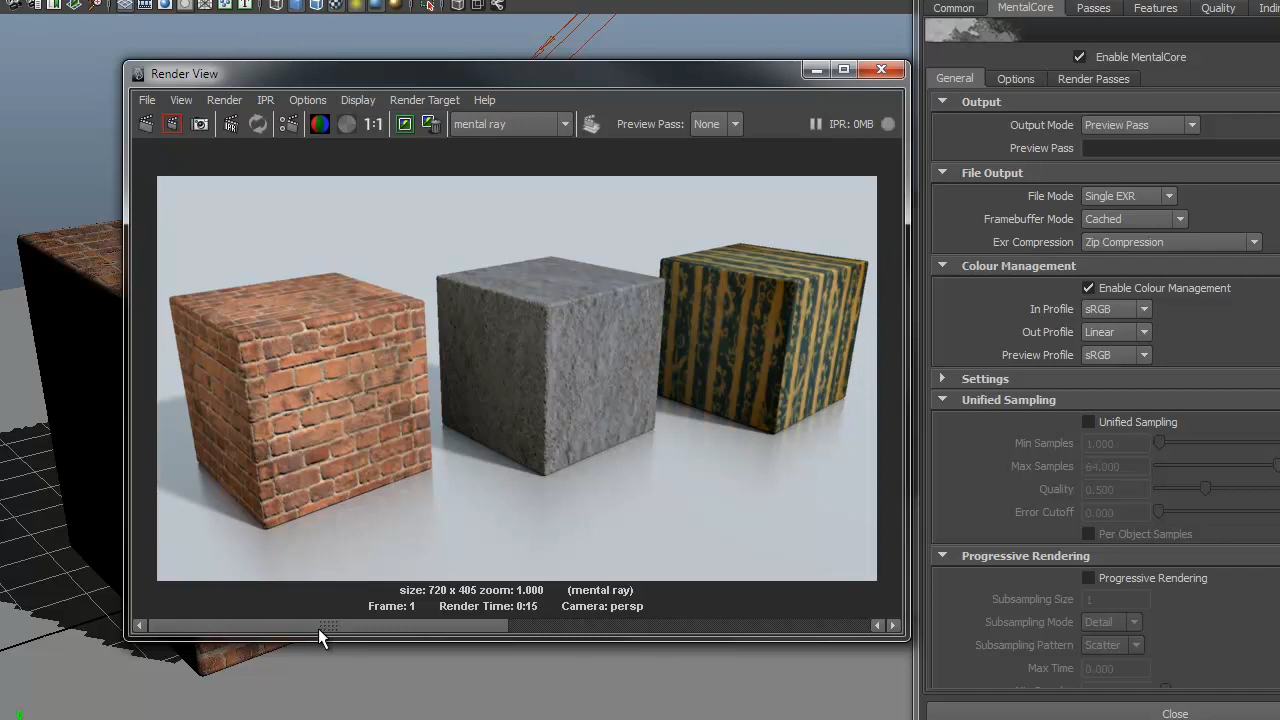 Common MentalCore Passes Features Quality Indi
Render View
Enable MentalCore
General Options Render Passes
File View Render IPR Options Display Render Target Help
Output
1:1 mental ray Preview Pass: None IPR: 0MB
Output Mode Preview Pass
Preview Pass
File Output
File Mode Single EXR
Framebuffer Mode Cached
Exr Compression Zip Compression
Colour Management
Enable Colour Management
In Profile sRGB
Out Profile Linear
Preview Profile sRGB
Settings
Unified Sampling
Unified Sampling
Min Samples 1.000
Max Samples 64.000
Quality 0.500
Error Cutoff 0.000
Per Object Samples
Progressive Rendering
Progressive Rendering
size: 720 x 405 zoom: 1.000 (mental ray)
Subsampling Size 1
Frame: 1 Render Time: 0:15 Camera: persp
Subsampling Mode Detail
Subsampling Pattern Scatter
Max Time 0.000
Close